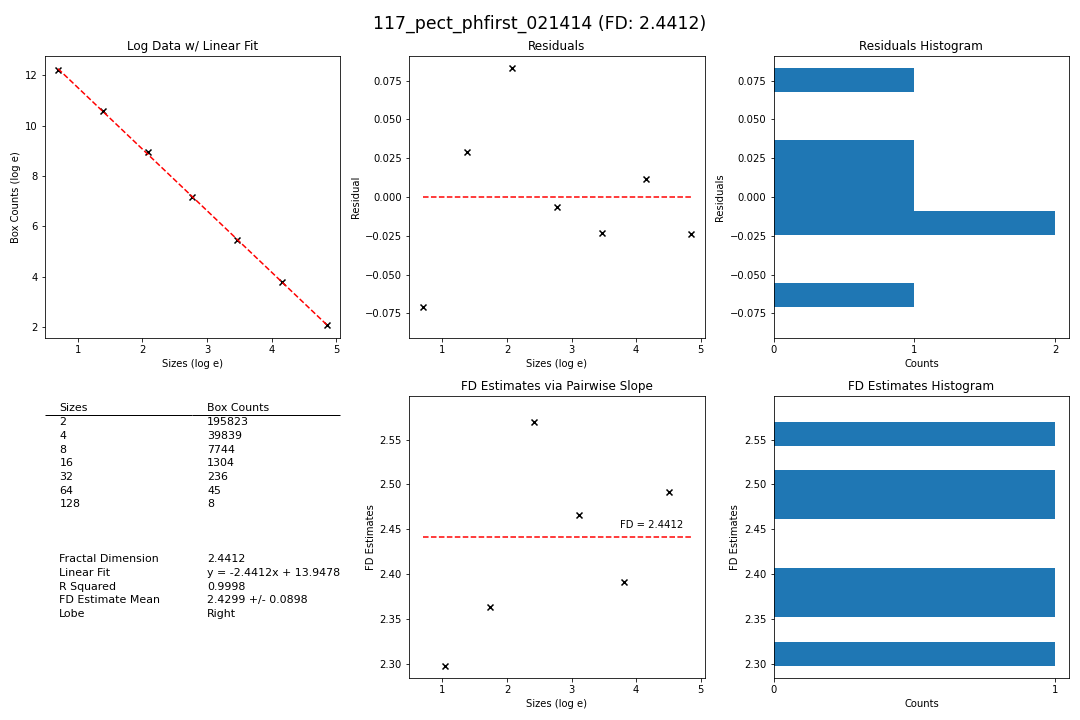 117_pect_phfirst_021414 (FD: 2.4412)
Log Data w/ Linear Fit
12
10
8
6
4
2
Box Counts (log e)
1 2 3 4 5
Sizes (log e)
Residuals
0.075
0.050
0.025
0.000
−0.025
−0.050
−0.075
Residual
1 2 3 4 5
Sizes (log e)
Residuals Histogram
0.075
0.050
0.025
0.000
−0.025
−0.050
−0.075
Residuals
0 1 2
Counts
Sizes Box Counts
2 195823
4 39839
8 7744
16 1304
32 236
64 45
128 8
Fractal Dimension 2.4412
Linear Fit y = -2.4412x + 13.9478
R Squared 0.9998
FD Estimate Mean 2.4299 +/- 0.0898
Lobe Right
FD Estimates via Pairwise Slope
2.55
2.50
2.45
2.40
2.35
2.30
FD Estimates
FD = 2.4412
1 2 3 4 5
Sizes (log e)
FD Estimates Histogram
2.55
2.50
2.45
2.40
2.35
2.30
FD Estimates
0 1
Counts